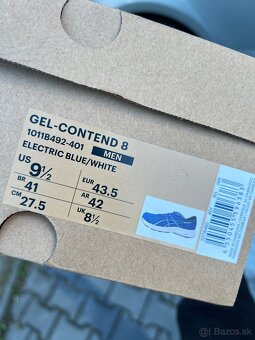 GEL-CONTEND 8
1011B492-401 MEN
ELECTRIC BLUE/WHITE
US 9½
EUR 43.5
BR 41
AR 42
CM 27.5
UK 8½
© bazos.sk